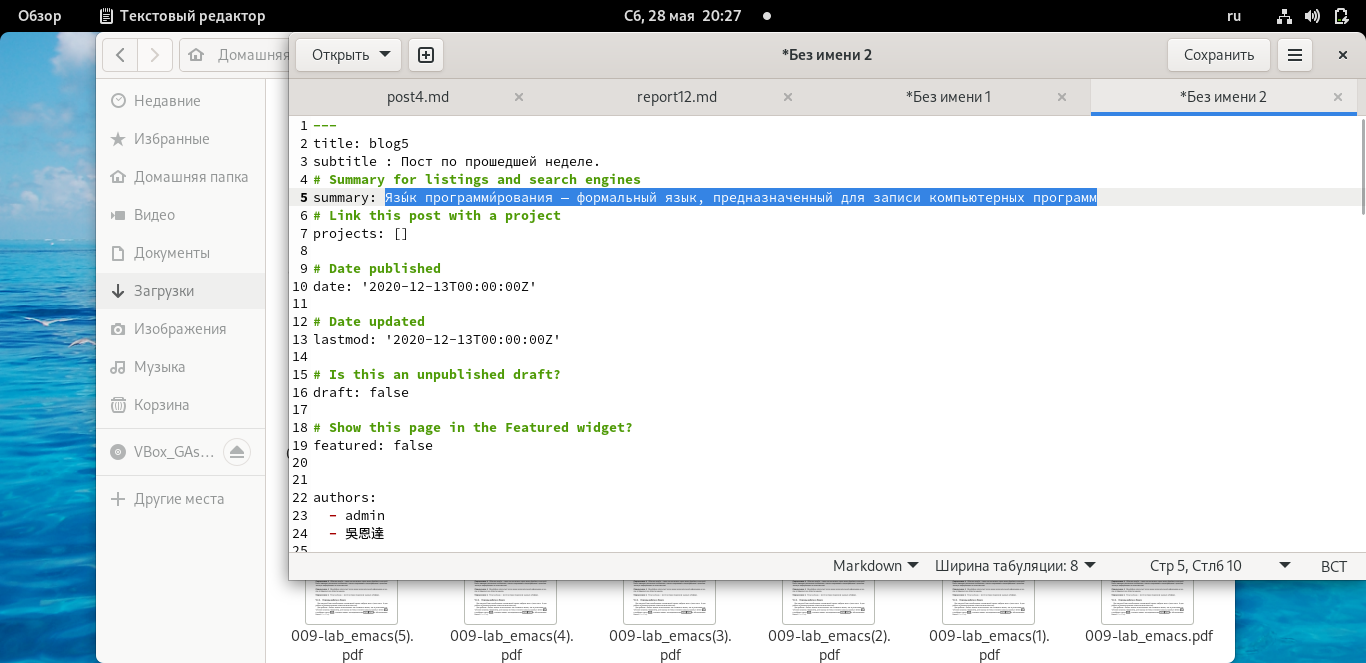 Обзор
Текстовый редактор
Сб, 28 мая 20:27
ru
Домашняя
Открыть
*Без имени 2
Сохранить
post4.md
report12.md
*Без имени 1
*Без имени 2
Недавние
Избранные
Домашняя папка
Видео
Документы
Загрузки
Изображения
Музыка
Корзина
VBox_GAs...
Другие места
1 ---
2 title: blog5
3 subtitle : Пост по прошедшей неделе.
4 # Summary for listings and search engines
5 summary: Язы́к программи́рования — формальный язык, предназначенный для записи компьютерных программ
6 # Link this post with a project
7 projects: []
8
9 # Date published
10 date: '2020-12-13T00:00:00Z'
11
12 # Date updated
13 lastmod: '2020-12-13T00:00:00Z'
14
15 # Is this an unpublished draft?
16 draft: false
17
18 # Show this page in the Featured widget?
19 featured: false
20
21
22 authors:
23 - admin
24 - 吳恩達
25
Markdown
Ширина табуляции: 8
Стр 5, Стлб 10
ВСТ
009-lab_emacs(5).
pdf
009-lab_emacs(4).
pdf
009-lab_emacs(3).
pdf
009-lab_emacs(2).
pdf
009-lab_emacs(1).
pdf
009-lab_emacs.pdf